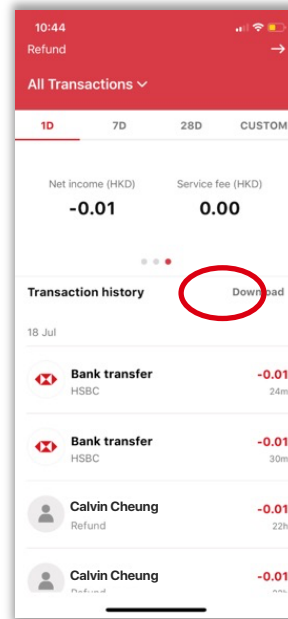 10:44
Refund
All Transactions
1D 7D 28D CUSTOM
Net income (HKD) Service fee (HKD)
-0.01 0.00
Transaction history Download
18 Jul
Bank transfer -0.01
HSBC 24m
Bank transfer -0.01
HSBC 30m
Calvin Cheung -0.01
Refund 22h
Calvin Cheung -0.01